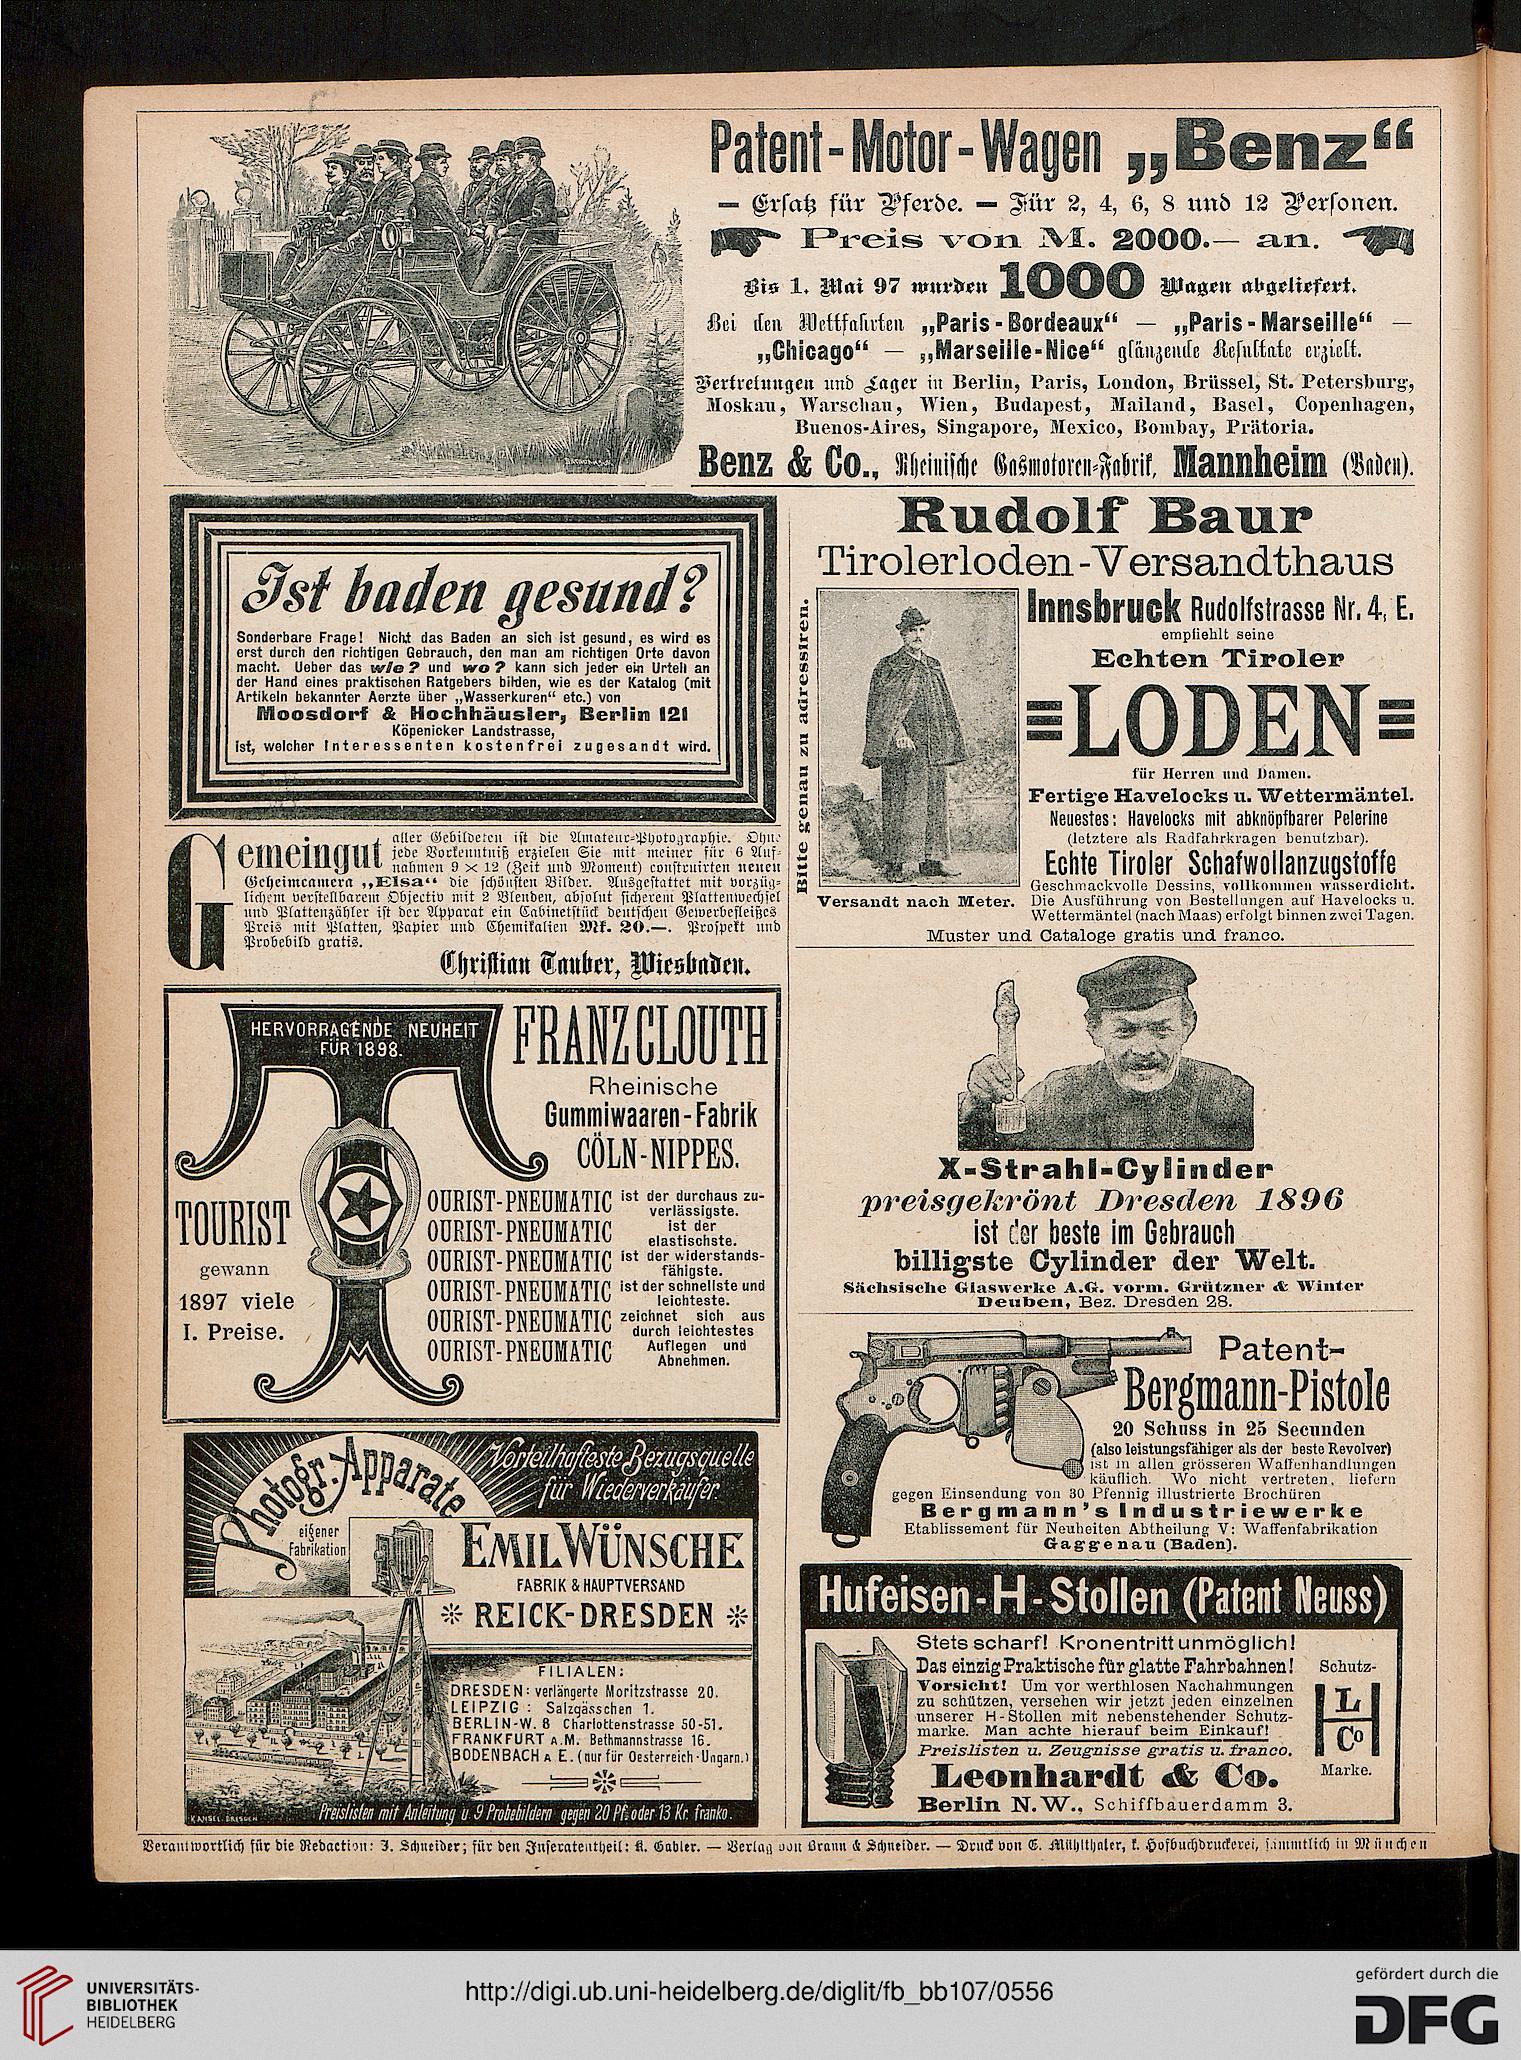 Patent-Motor-Wagen „Benz“
— Ersatz für Pferde. — Für 2, 4, 6, 8 und 12 Personen.
Preis von M. 2000.— an.
Bis 1. Mai 97 wurden 1000 Wagen abgeliefert.
Bei den Wettfahrten „Paris-Bordeaux“ — „Paris-Marseille“ —
„Chicago“ — „Marseille-Nice“ glänzende Resultate erzielt.
Vertretungen und Lager in Berlin, Paris, London, Brüssel, St. Petersburg,
Moskau, Warschau, Wien, Budapest, Mailand, Basel, Copenhagen,
Buenos-Aires, Singapore, Mexico, Bombay, Prätoria.
Benz & Co., Rheinische Gasmotoren-Fabrik, Mannheim (Baden).
Ist baden gesund?
Sonderbare Frage! Nicht das Baden an sich ist gesund, es wird es
erst durch den richtigen Gebrauch, den man am richtigen Orte davon
macht. Ueber das wie? und wo? kann sich jeder ein Urteil an
der Hand eines praktischen Ratgebers bilden, wie es der Katalog (mit
Artikeln bekannter Aerzte über „Wasserkuren“ etc.) von
Moosdorf & Hochhäusler, Berlin 121
Köpenicker Landstrasse,
ist, welcher Interessenten kostenfrei zugesandt wird.
Gemeingut aller Gebildeten ist die Amateur-Photographie. Ohne
jede Vorkenntniß erzielen Sie mit meiner für 6 Auf-
nahmen 9 × 12 (Zeit und Moment) construirten neuen
Geheimcamera „Elsa“ die schönsten Bilder. Ausgestattet mit vorzüg-
lichem verstellbarem Objectiv mit 2 Blenden, absolut sicherem Plattenwechsel
und Plattenzähler ist der Apparat ein Cabinetstück deutschen Gewerbefleißes
Preis mit Platten, Papier und Chemikalien Mk. 20.—. Prospekt und
Probebild gratis.
Christian Tauber, Wiesbaden.
HERVORRAGENDE NEUHEIT
FÜR 1898.
FRANZ CLOUTH
Rheinische
Gummiwaaren-Fabrik
CÖLN-NIPPES.
TOURIST
gewann
1897 viele
I. Preise.
T
OURIST-PNEUMATIC ist der durchaus zu-
verlässigste.
OURIST-PNEUMATIC ist der
elastischste.
OURIST-PNEUMATIC ist der widerstands-
fähigste.
OURIST-PNEUMATIC ist der schnellste und
leichteste.
OURIST-PNEUMATIC zeichnet sich aus
durch leichtestes
OURIST-PNEUMATIC Auflegen und
Abnehmen.
Photogr. Apparate
eigener
Fabrikation
Vorteilhafteste Bezugsquelle
für Wiederverkäufer.
EMIL WÜNSCHE
FABRIK & HAUPTVERSAND
REICK-DRESDEN
FILIALEN:
DRESDEN: verlängerte Moritzstrasse 20.
LEIPZIG: Salzgässchen 1.
BERLIN-W. 8 Charlottenstrasse 50-51.
FRANKFURT A.M. Bethmannstrasse 16.
BODENBACH A E. (nur für Oesterreich-Ungarn.)
KANSEL DRESDEN
Preislisten mit Anleitung u 9 Probebildern gegen 20 Pf. oder 13 Kr. franko.
Rudolf Baur
Tirolerloden-Versandthaus
Bitte genau zu adressiren.
Innsbruck Rudolfstrasse Nr. 4, E.
empfiehlt seine
Echten Tiroler
LODEN
für Herren und Damen.
Fertige Havelocks u. Wettermäntel.
Neuestes: Havelocks mit abknöpfbarer Pelerine
(letztere als Radfahrkragen benutzbar).
Echte Tiroler Schafwollanzugstoffe
Geschmackvolle Dessins, vollkommen wasserdicht.
Versandt nach Meter.
Die Ausführung von Bestellungen auf Havelocks u.
Wettermäntel (nach Maas) erfolgt binnen zwei Tagen.
Muster und Cataloge gratis und franco.
X-Strahl-Cylinder
preisgekrönt Dresden 1896
ist der beste im Gebrauch
billigste Cylinder der Welt.
Sächsische Glaswerke A.G. vorm. Grützner & Winter
Deuben, Bez. Dresden 28.
Patent-
Bergmann-Pistole
20 Schuss in 25 Secunden
(also leistungsfähiger als der beste Revolver)
ist in allen grösseren Waffenhandlungen
käuflich. Wo nicht vertreten, liefern
gegen Einsendung von 30 Pfennig illustrierte Brochüren
Bergmann's Industriewerke
Etablissement für Neuheiten Abtheilung V: Waffenfabrikation
Gaggenau (Baden).
Hufeisen-H-Stollen (Patent Neuss)
Stets scharf! Kronentritt unmöglich!
Das einzig Praktische für glatte Fahrbahnen!
Vorsicht! Um vor werthlosen Nachahmungen
zu schützen, versehen wir jetzt jeden einzelnen
unserer H-Stollen mit nebenstehender Schutz-
marke. Man achte hierauf beim Einkauf!
Preislisten u. Zeugnisse gratis u. franco.
Leonhardt & Co.
Berlin N.W., Schiffbauerdamm 3.
Schutz-
L
Co
Marke.
Verantwortlich für die Redaction: J. Schneider; für den Inseratentheil: K. Gabler. — Verlag von Braun & Schneider. — Druck von E. Mühlthaler, k. Hofbuchdruckerei, sämmtlich in München
UNIVERSITÄTS-
BIBLIOTHEK
HEIDELBERG
http://digi.ub.uni-heidelberg.de/diglit/fb_bb107/0556
gefördert durch die
DFG